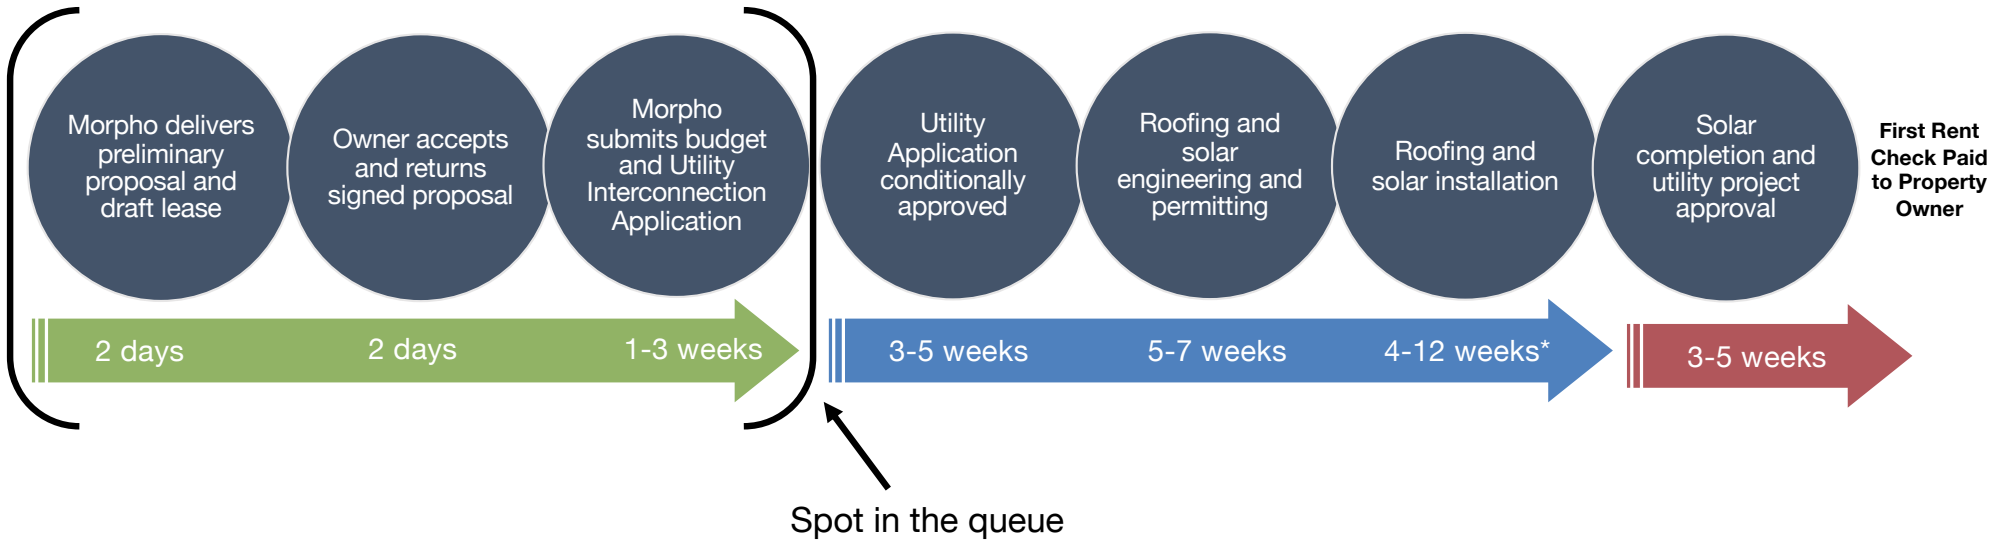 Morpho delivers
preliminary
proposal and
draft lease
Owner accepts
and returns
signed proposal
Morpho
submits budget
and Utility
Interconnection
Application
Utility
Application
conditionally
approved
Roofing and
solar
engineering and
permitting
Roofing and
solar installation
Solar
completion and
utility project
approval
First Rent
Check Paid
to Property
Owner
2 days
2 days
1-3 weeks
3-5 weeks
5-7 weeks
4-12 weeks*
3-5 weeks
Spot in the queue